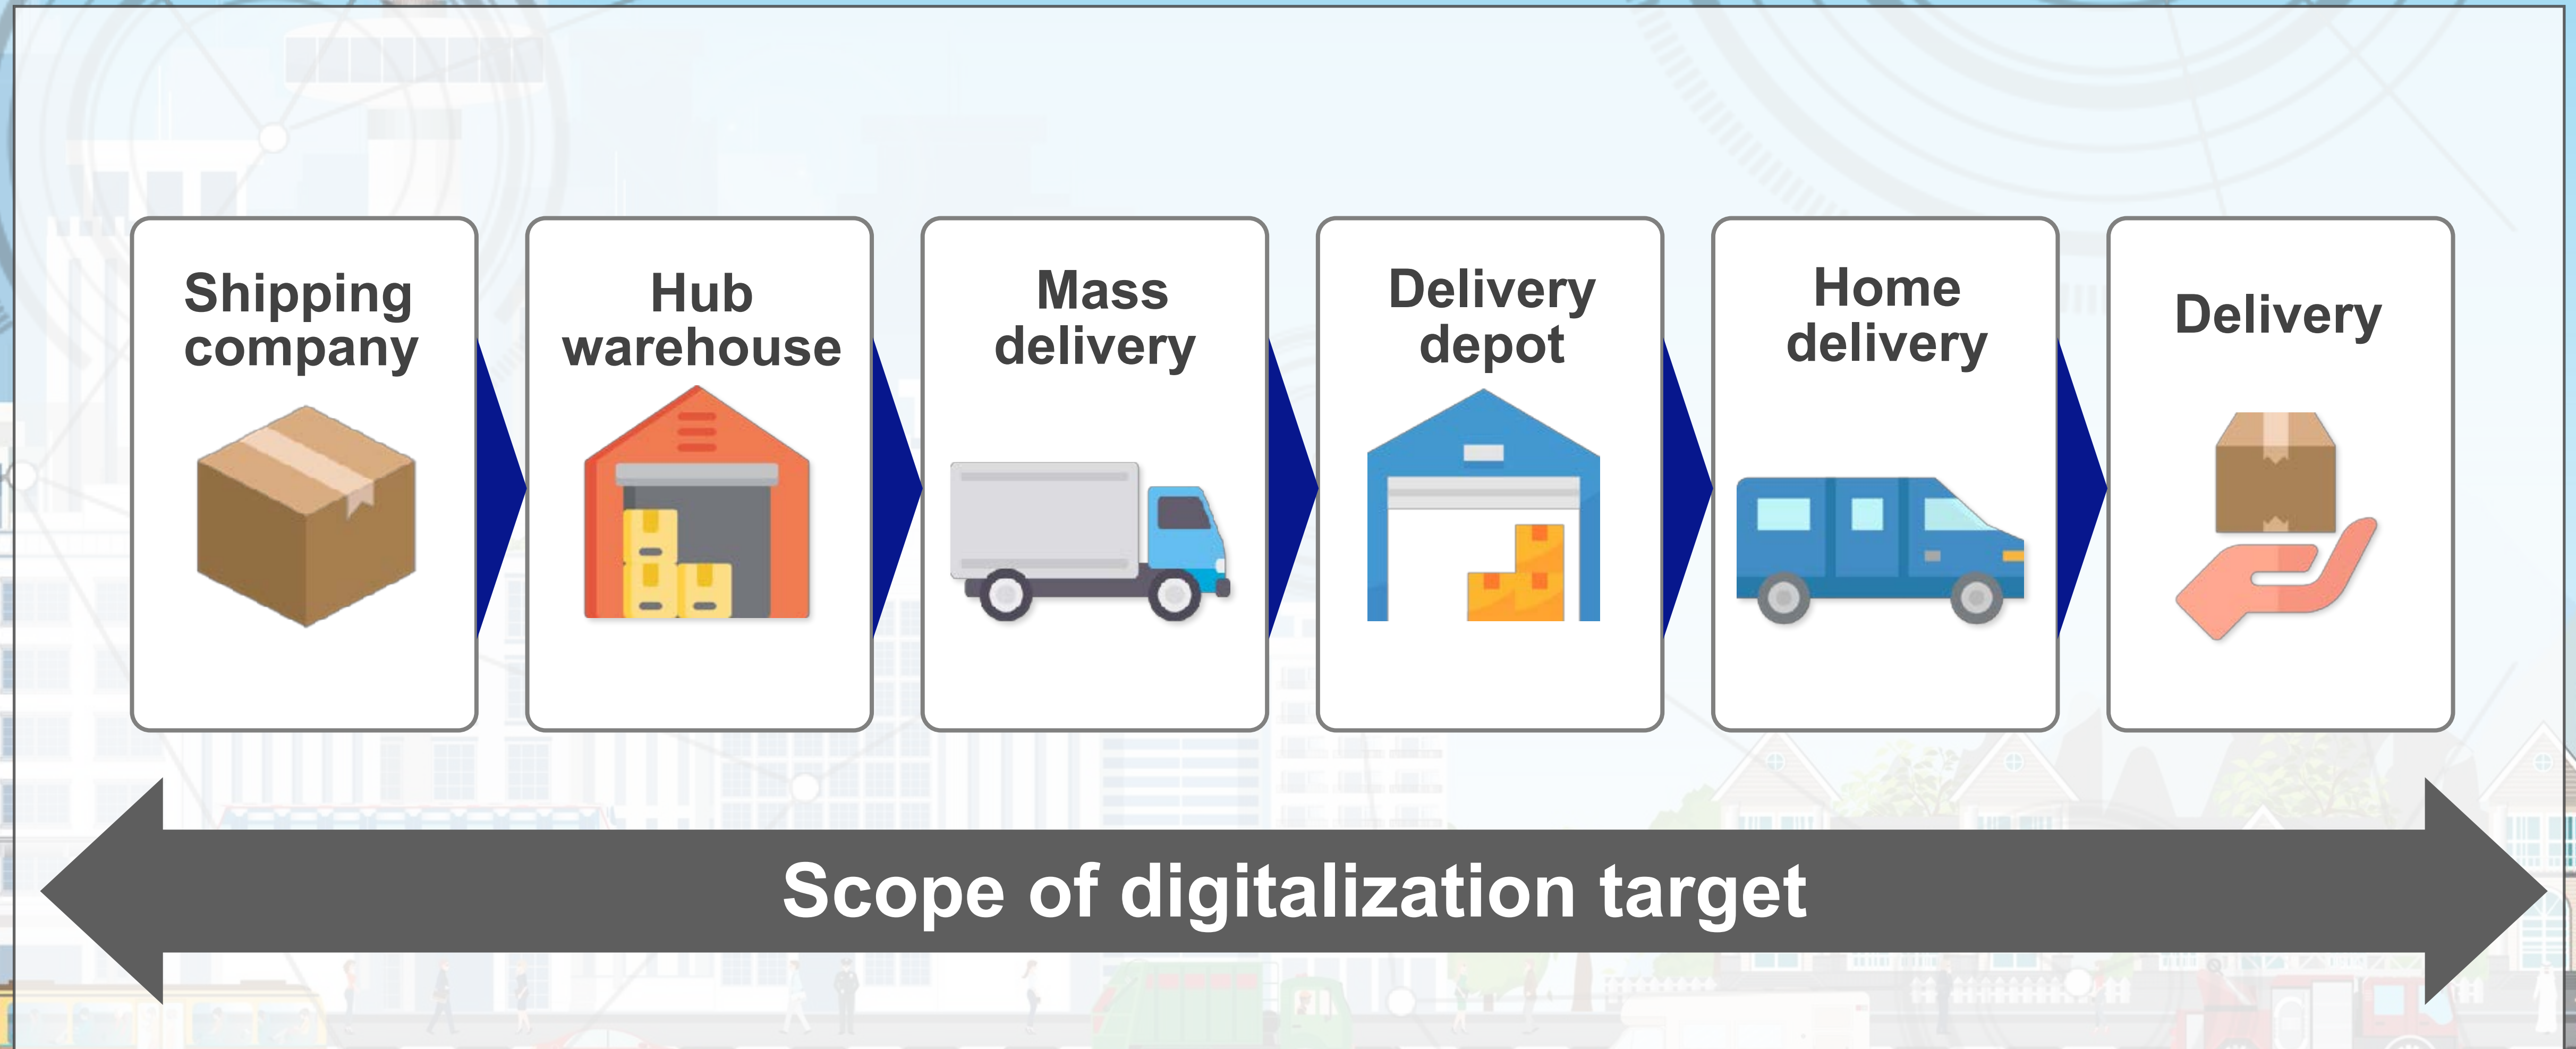 Shipping
company
Hub
warehouse
Mass
delivery
Delivery
depot
Home
delivery
Delivery
Scope of digitalization target